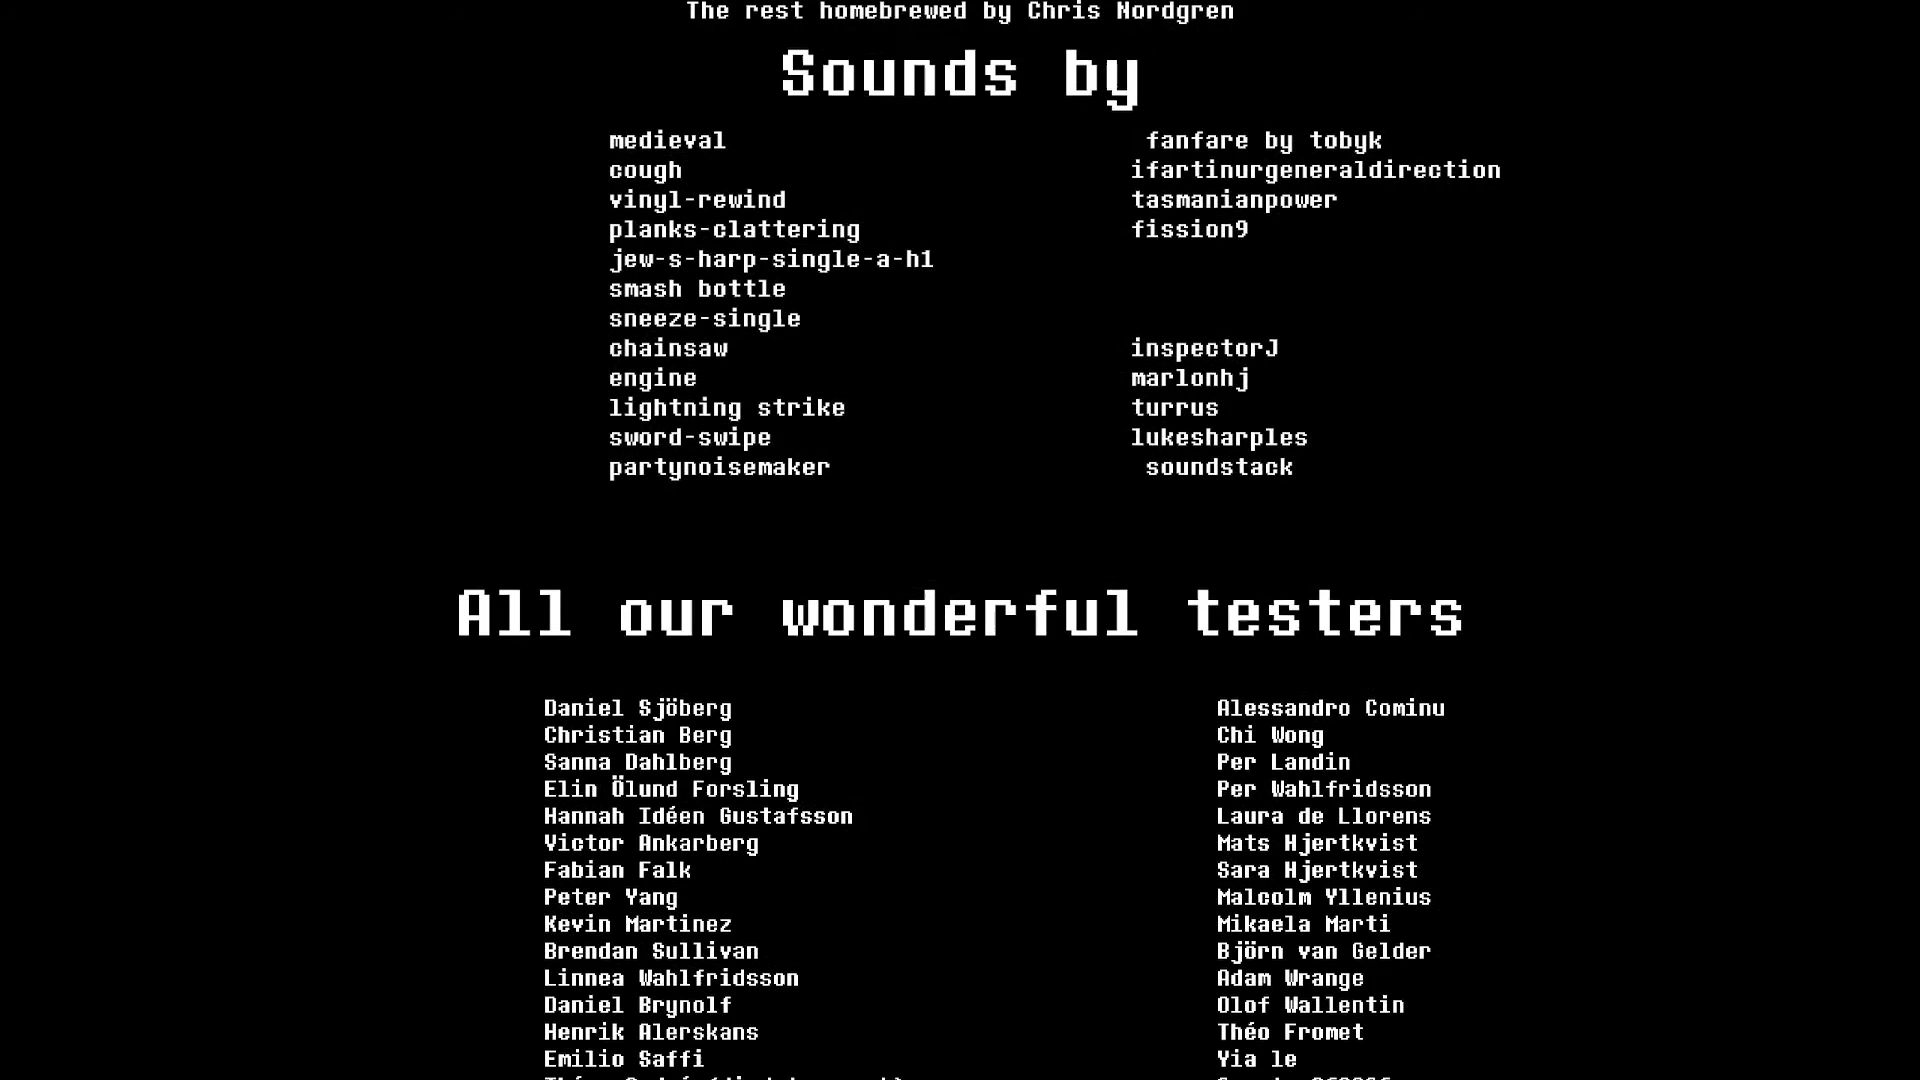 The rest homebrewed by Chris Nordgren
Sounds by
medieval fanfare by tobyk
cough ifartinurgeneraldirection
vinyl-rewind tasmanianpower
planks-clattering fission9
jew-s-harp-single-a-h1
smash bottle
sneeze-single
chainsaw inspectorJ
engine marlonhj
lightning strike turrus
sword-swipe lukesharples
partynoisemaker soundstack
All our wonderful testers
Daniel Sjöberg Alessandro Cominu
Christian Berg Chi Wong
Sanna Dahlberg Per Landin
Elin Ölund Forsling Per Wahlfridsson
Hannah Idéen Gustafsson Laura de Llorens
Victor Ankarberg Mats Hjertkvist
Fabian Falk Sara Hjertkvist
Peter Yang Malcolm Yllenius
Kevin Martinez Mikaela Marti
Brendan Sullivan Björn van Gelder
Linnea Wahlfridsson Adam Wrange
Daniel Brynolf Olof Wallentin
Henrik Alerskans Théo Fromet
Emilio Saffi Yia le